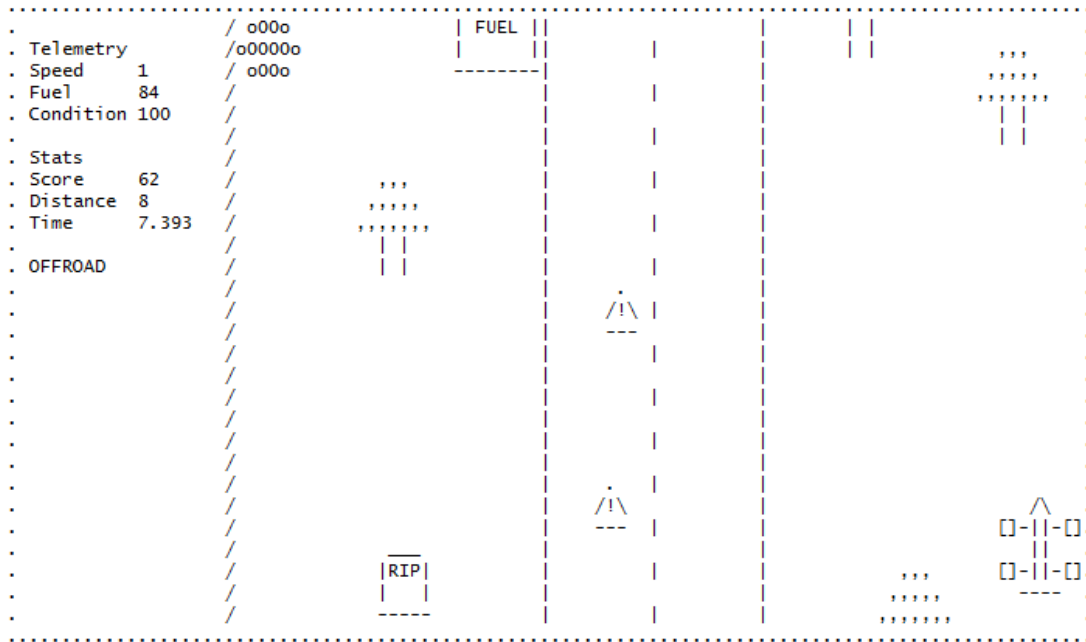 FUEL
Telemetry
Speed 1
Fuel 84
Condition 100
Stats
Score 62
Distance 8
Time 7.393
OFFROAD
RIP